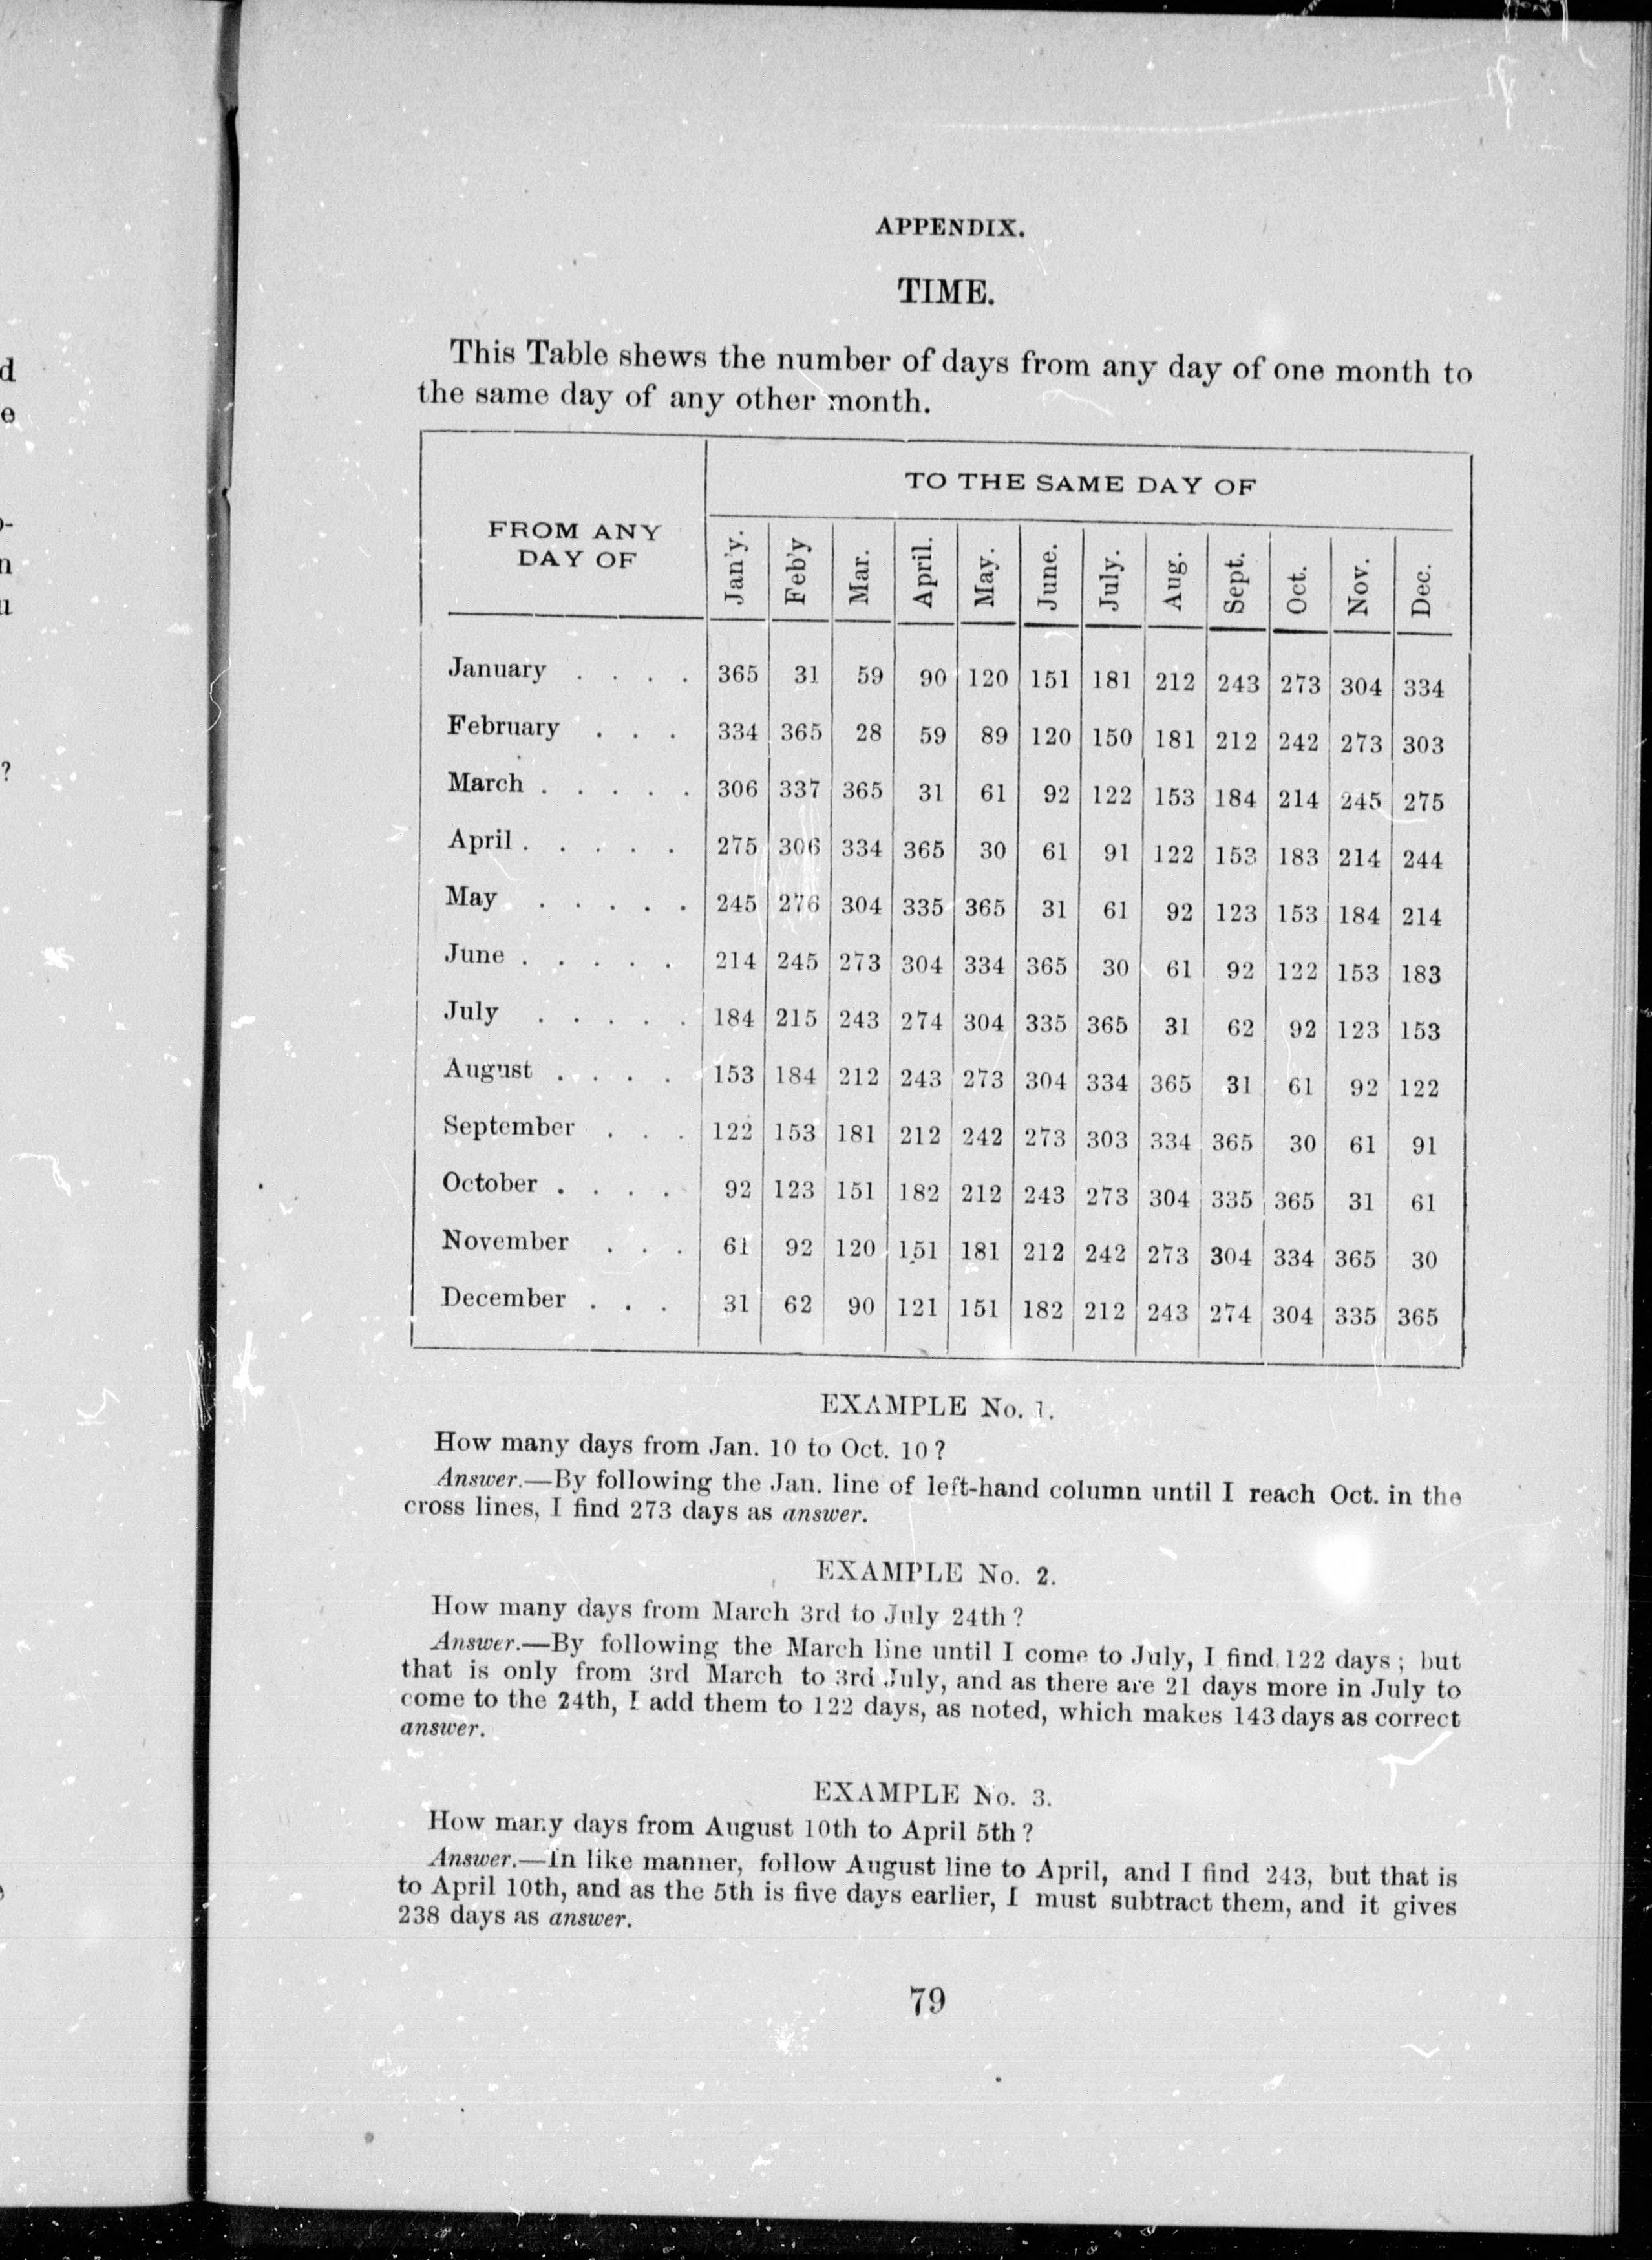 APPENDIX.
TIME.
This Table shews the number of days from any day of one month to
the same day of any other month.
FROM ANY
DAY OF
TO THE SAME DAY OF
Jan'y. Feb'y Mar. April. May. June. July. Aug. Sept. Oct. Nov. Dec.
January . . . . 365 31 59 90 120 151 181 212 243 273 304 334
February . . . 334 365 28 59 89 120 150 181 212 242 273 303
March . . . . . 306 337 365 31 61 92 122 153 184 214 245 275
April . . . . . 275 306 334 365 30 61 91 122 153 183 214 244
May . . . . . 245 276 304 335 365 31 61 92 123 153 184 214
June . . . . . 214 245 273 304 334 365 30 61 92 122 153 183
July . . . . . 184 215 243 274 304 335 365 31 62 92 123 153
August . . . . 153 184 212 243 273 304 334 365 31 61 92 122
September . . . 122 153 181 212 242 273 303 334 365 30 61 91
October . . . . 92 123 151 182 212 243 273 304 335 365 31 61
November . . . 61 92 120 151 181 212 242 273 304 334 365 30
December . . . 31 62 90 121 151 182 212 243 274 304 335 365
EXAMPLE No. 1.
How many days from Jan. 10 to Oct. 10?
Answer.—By following the Jan. line of left-hand column until I reach Oct. in the
cross lines, I find 273 days as answer.
EXAMPLE No. 2.
How many days from March 3rd to July 24th?
Answer.—By following the March line until I come to July, I find 122 days; but
that is only from 3rd March to 3rd July, and as there are 21 days more in July to
come to the 24th, I add them to 122 days, as noted, which makes 143 days as correct
answer.
EXAMPLE No. 3.
How many days from August 10th to April 5th?
Answer.—In like manner, follow August line to April, and I find 243, but that is
to April 10th, and as the 5th is five days earlier, I must subtract them, and it gives
238 days as answer.
79